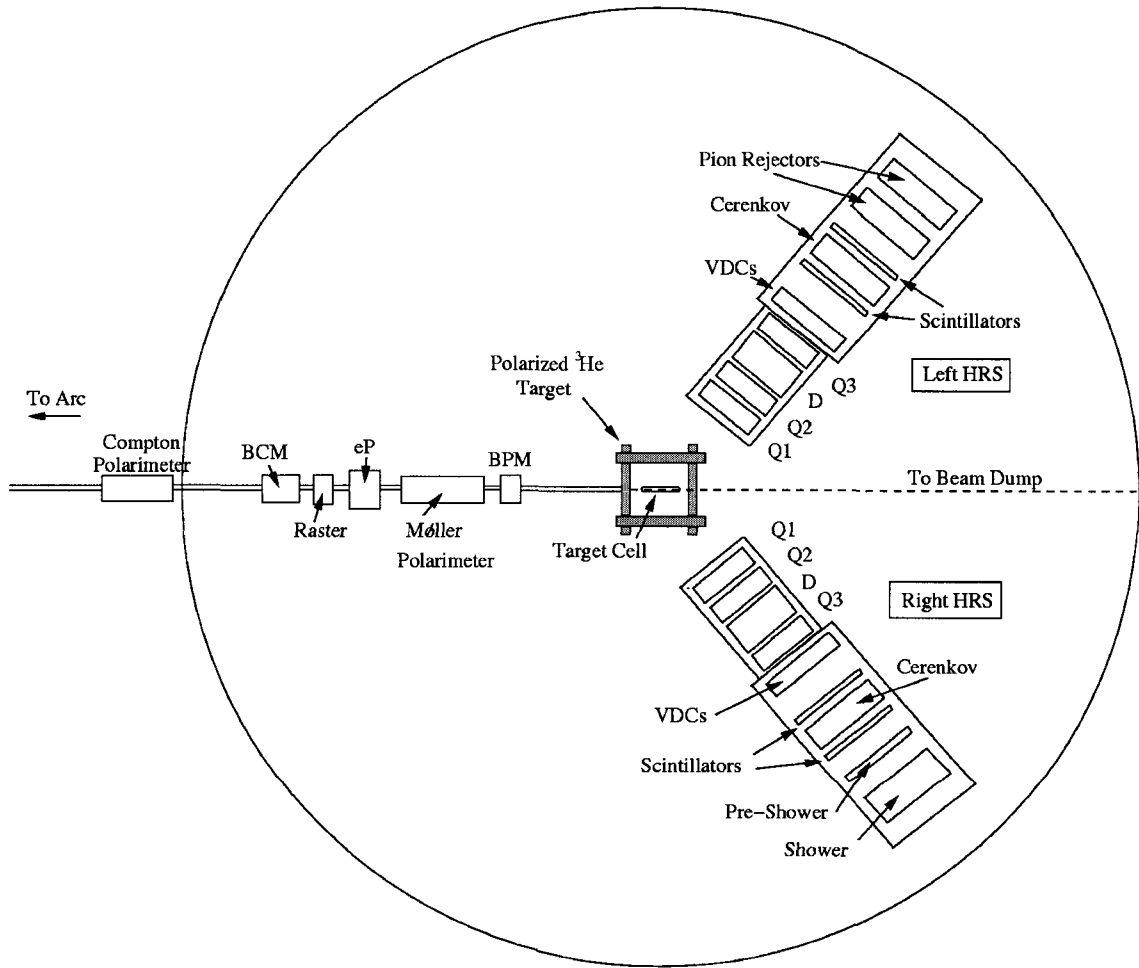 Pion Rejectors
Cerenkov
VDCs
Scintillators
Polarized ³He
Target
Left HRS
Q3
D
Q2
Q1
To Arc
Compton
Polarimeter
BCM
eP
BPM
To Beam Dump
Raster
Møller
Polarimeter
Target Cell
Q1
Q2
D
Q3
Right HRS
Cerenkov
VDCs
Scintillators
Pre-Shower
Shower